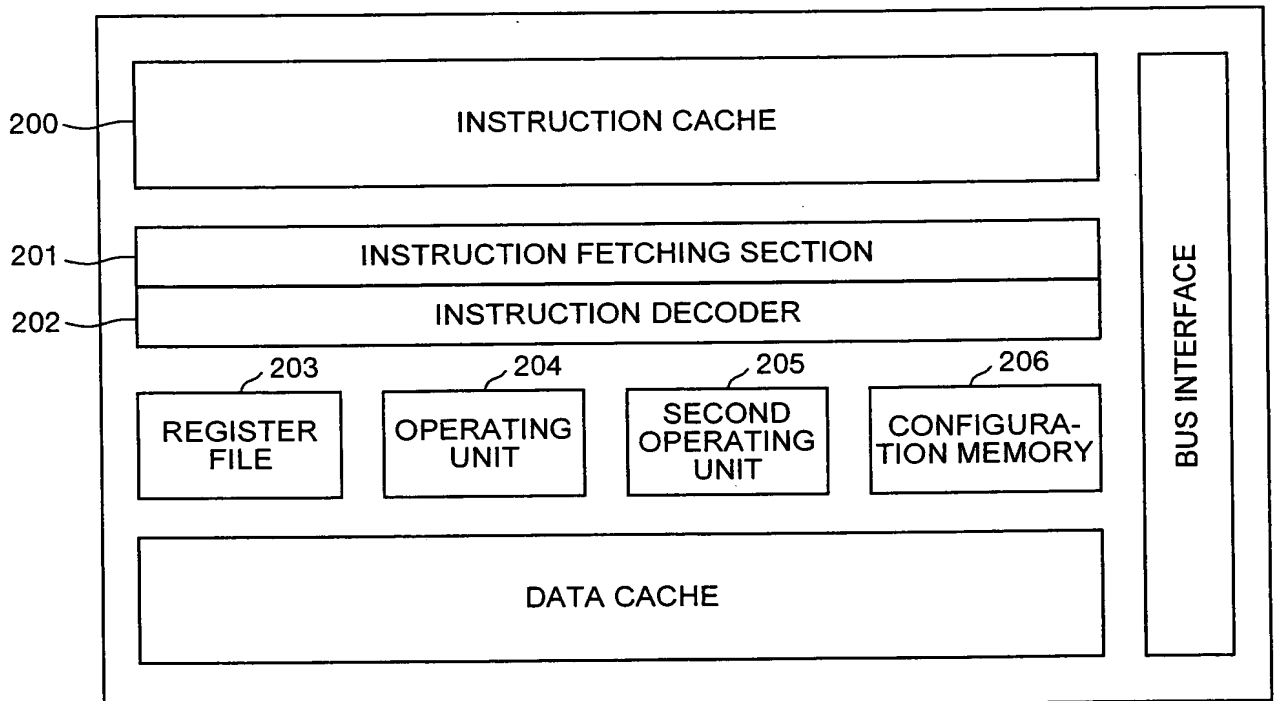 200
INSTRUCTION CACHE
201
INSTRUCTION FETCHING SECTION
202
INSTRUCTION DECODER
203
204
205
206
REGISTER
FILE
OPERATING
UNIT
SECOND
OPERATING
UNIT
CONFIGURA-
TION MEMORY
DATA CACHE
BUS INTERFACE